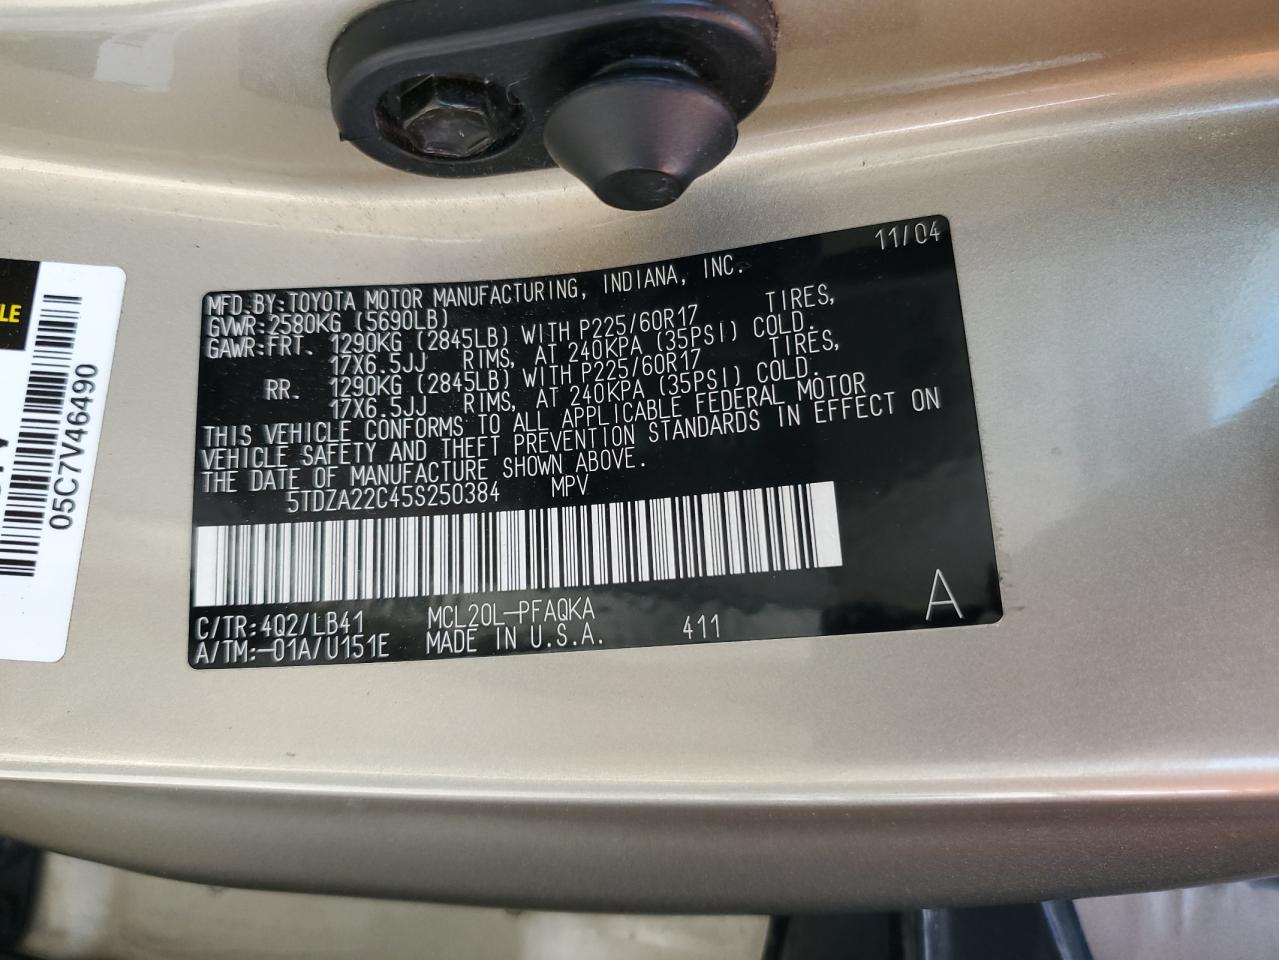 11/04
MFD.BY:TOYOTA MOTOR MANUFACTURING, INDIANA, INC.
GVWR:2580KG (5690LB)
GAWR:FRT. 1290KG (2845LB) WITH P225/60R17 TIRES,
17X6.5JJ RIMS, AT 240KPA (35PSI) COLD.
RR. 1290KG (2845LB) WITH P225/60R17 TIRES,
17X6.5JJ RIMS, AT 240KPA (35PSI) COLD.
THIS VEHICLE CONFORMS TO ALL APPLICABLE FEDERAL MOTOR
VEHICLE SAFETY AND THEFT PREVENTION STANDARDS IN EFFECT ON
THE DATE OF MANUFACTURE SHOWN ABOVE.
5TDZA22C45S250384 MPV
C/TR:4Q2/LB41 MCL20L-PFAQKA
A/TM:-01A/U151E MADE IN U.S.A. 411
A
05C7V46490